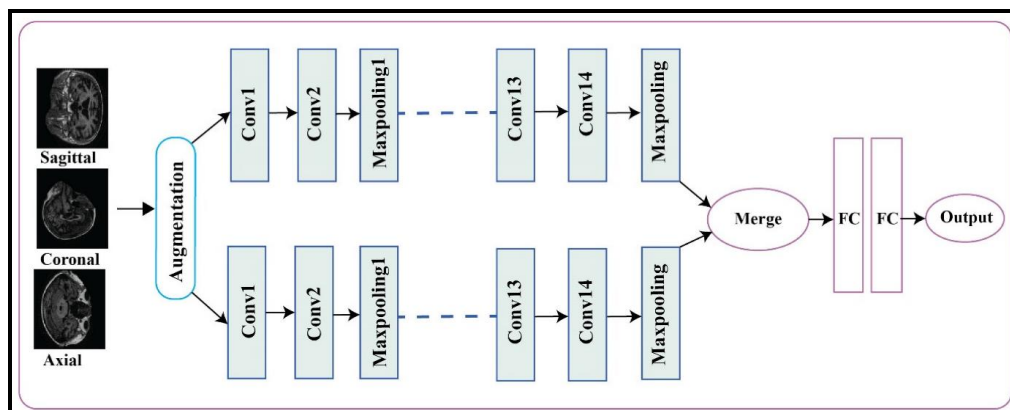 Sagittal
Coronal
Axial
Augmentation
Conv1
Conv2
Maxpooling1
Conv13
Conv14
Maxpooling
Conv1
Conv2
Maxpooling1
Conv13
Conv14
Maxpooling
Merge
FC
FC
Output